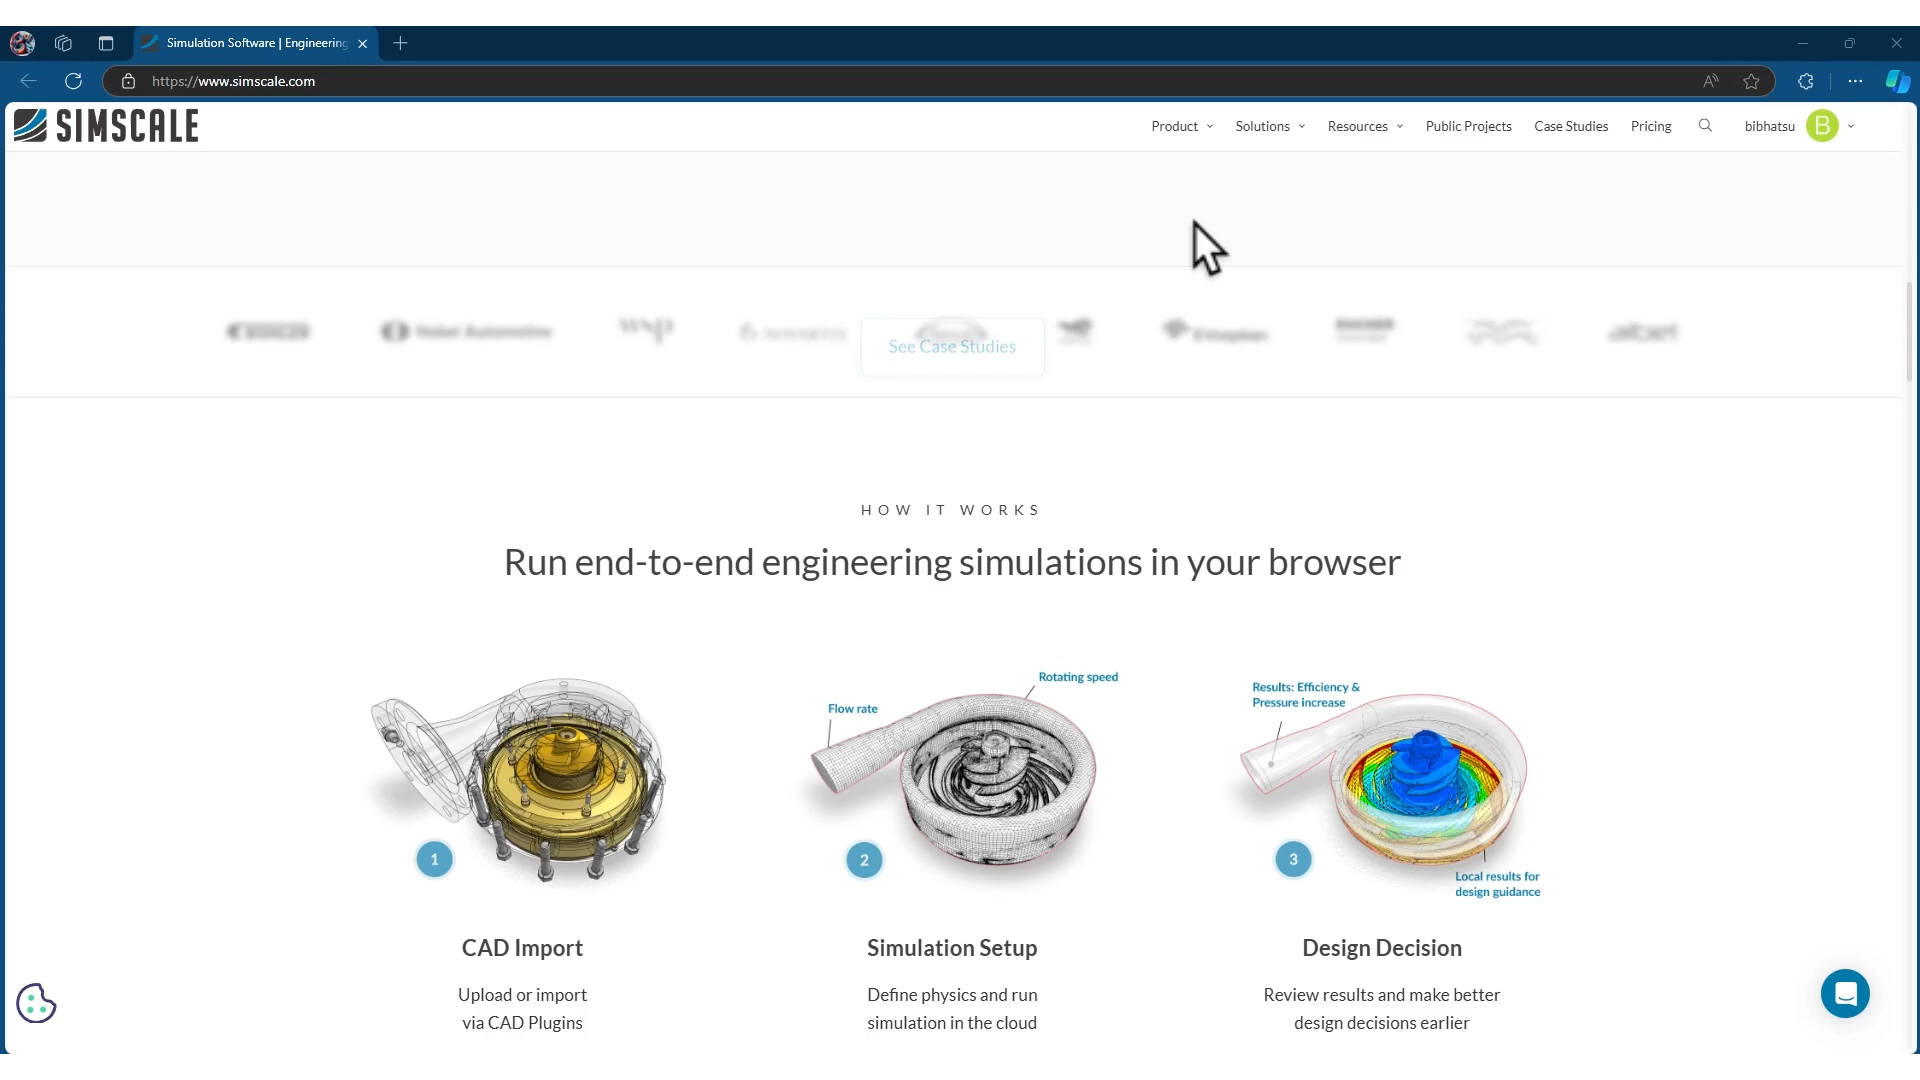 Simulation Software | Engineering
https://www.simscale.com
SIMSCALE
Product
Solutions
Resources
Public Projects
Case Studies
Pricing
bibhatsu
B
Nobel Automotive
See Case Studies
HOW IT WORKS
Run end-to-end engineering simulations in your browser
Flow rate
Rotating speed
Results: Efficiency &
Pressure increase
Local results for
design guidance
1
2
3
CAD Import
Simulation Setup
Design Decision
Upload or import
via CAD Plugins
Define physics and run
simulation in the cloud
Review results and make better
design decisions earlier